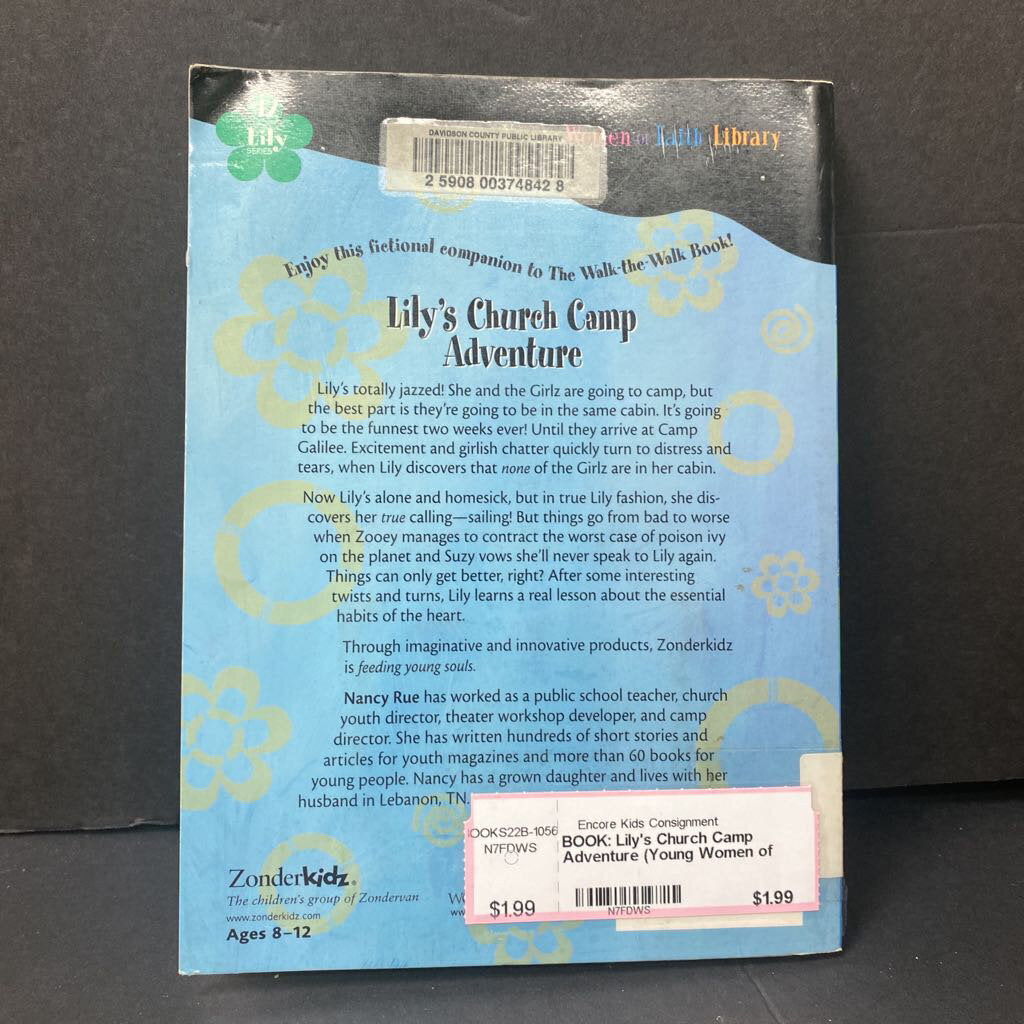 12
Lily
SERIES
DAVIDSON COUNTY PUBLIC LIBRARY
2 5908 00374842 8
Women of Faith Library
Enjoy this fictional companion to The Walk-the-Walk Book!
Lily's Church Camp
Adventure
Lily's totally jazzed! She and the Girlz are going to camp, but
the best part is they're going to be in the same cabin. It's going
to be the funnest two weeks ever! Until they arrive at Camp
Galilee. Excitement and girlish chatter quickly turn to distress and
tears, when Lily discovers that none of the Girlz are in her cabin.
Now Lily's alone and homesick, but in true Lily fashion, she dis-
covers her true calling—sailing! But things go from bad to worse
when Zooey manages to contract the worst case of poison ivy
on the planet and Suzy vows she'll never speak to Lily again.
Things can only get better, right? After some interesting
twists and turns, Lily learns a real lesson about the essential
habits of the heart.
Through imaginative and innovative products, Zonderkidz
is feeding young souls.
Nancy Rue has worked as a public school teacher, church
youth director, theater workshop developer, and camp
director. She has written hundreds of short stories and
articles for youth magazines and more than 60 books for
young people. Nancy has a grown daughter and lives with her
husband in Lebanon, TN.
Zonderkidz®
The children's group of Zondervan
www.zonderkidz.com
Ages 8–12
OOKS22B-1056
N7FDWS
$1.99
Encore Kids Consignment
BOOK: Lily's Church Camp
Adventure (Young Women of
N7FDWS
$1.99